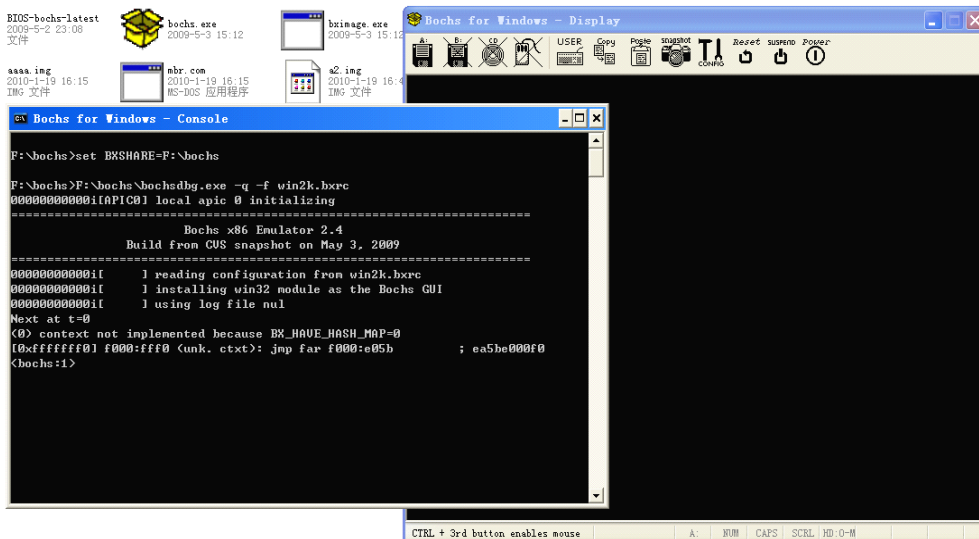 BIOS-bochs-latest
2009-5-2 23:08
文件
bochs.exe
2009-5-3 15:12
bximage.exe
2009-5-3 15:12
aaaa.img
2010-1-19 16:15
IMG 文件
mbr.com
2010-1-19 16:15
MS-DOS 应用程序
a2.img
2010-1-19 16:4
IMG 文件
Bochs for Windows - Display
A:
B:
CD
USER
Copy
Paste
snapshot
CONFIG
Reset
SUSPEND
Power
Bochs for Windows - Console
F:\bochs>set BXSHARE=F:\bochs
F:\bochs>F:\bochs\bochsdbg.exe -q -f win2k.bxrc
00000000000i[APIC0] local apic 0 initializing
========================================================================
Bochs x86 Emulator 2.4
Build from CVS snapshot on May 3, 2009
========================================================================
00000000000i[     ] reading configuration from win2k.bxrc
00000000000i[     ] installing win32 module as the Bochs GUI
00000000000i[     ] using log file nul
Next at t=0
(0) context not implemented because BX_HAVE_HASH_MAP=0
[0xfffffff0] f000:fff0 (unk. ctxt): jmp far f000:e05b          ; ea5be000f0
<bochs:1>
CTRL + 3rd button enables mouse
A:
NUM
CAPS
SCRL
HD:0-M